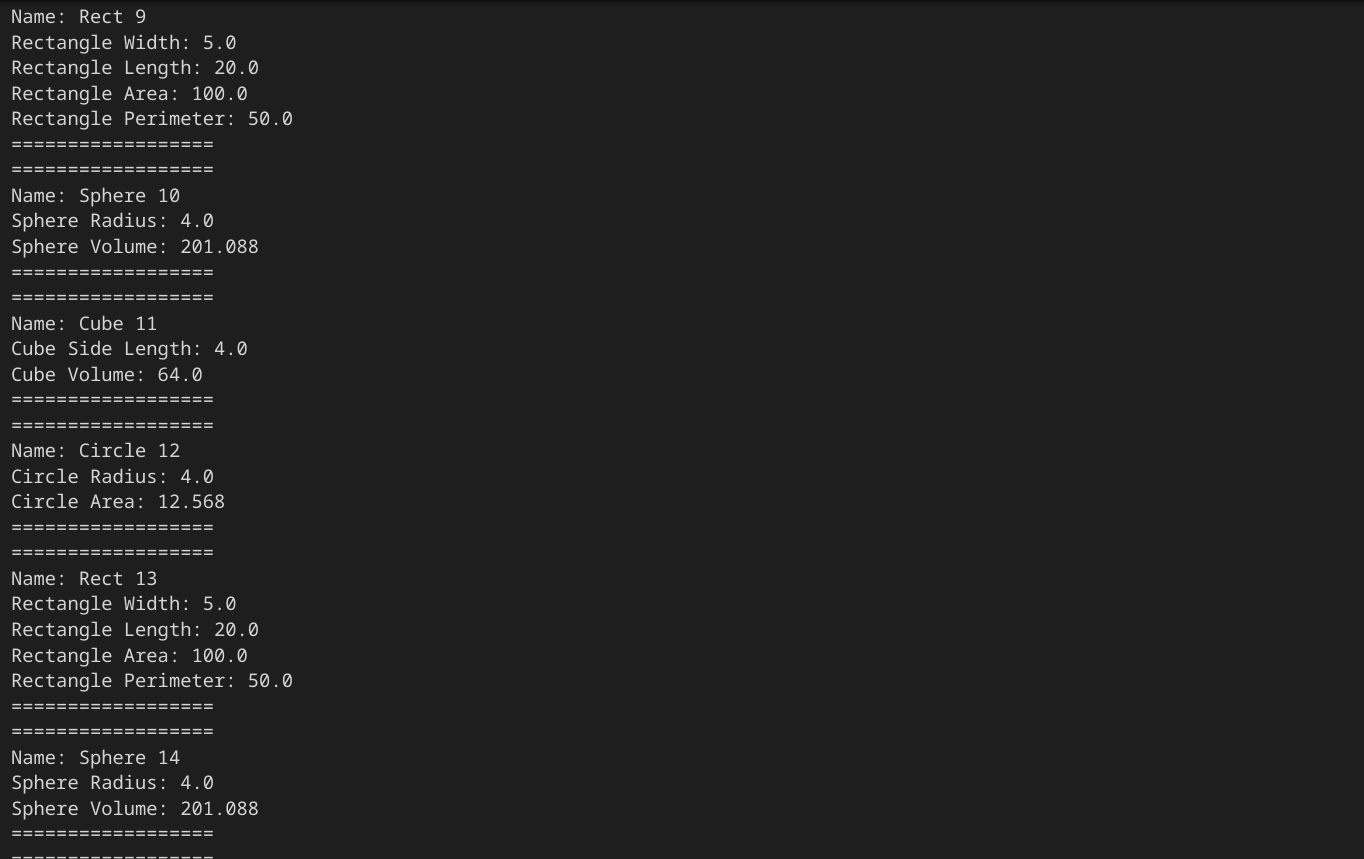 Name: Rect 9
Rectangle Width: 5.0
Rectangle Length: 20.0
Rectangle Area: 100.0
Rectangle Perimeter: 50.0
==================
==================
Name: Sphere 10
Sphere Radius: 4.0
Sphere Volume: 201.088
==================
==================
Name: Cube 11
Cube Side Length: 4.0
Cube Volume: 64.0
==================
==================
Name: Circle 12
Circle Radius: 4.0
Circle Area: 12.568
==================
==================
Name: Rect 13
Rectangle Width: 5.0
Rectangle Length: 20.0
Rectangle Area: 100.0
Rectangle Perimeter: 50.0
==================
==================
Name: Sphere 14
Sphere Radius: 4.0
Sphere Volume: 201.088
==================
==================